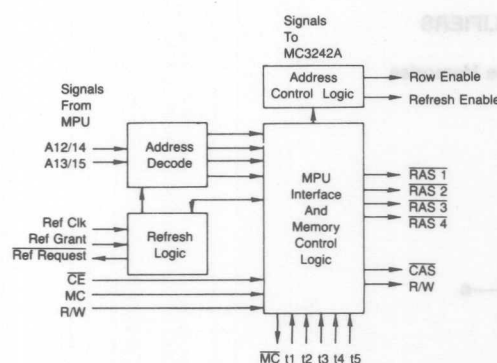 Signals
To
MC3242A
Address
Control Logic
Row Enable
Refresh Enable
Signals
From
MPU
A12/14
A13/15
Address
Decode
MPU
Interface
And
Memory
Control
Logic
RAS 1
RAS 2
RAS 3
RAS 4
Ref Clk
Ref Grant
Ref Request
Refresh
Logic
CE
MC
R/W
CAS
R/W
MC t1 t2 t3 t4 t5